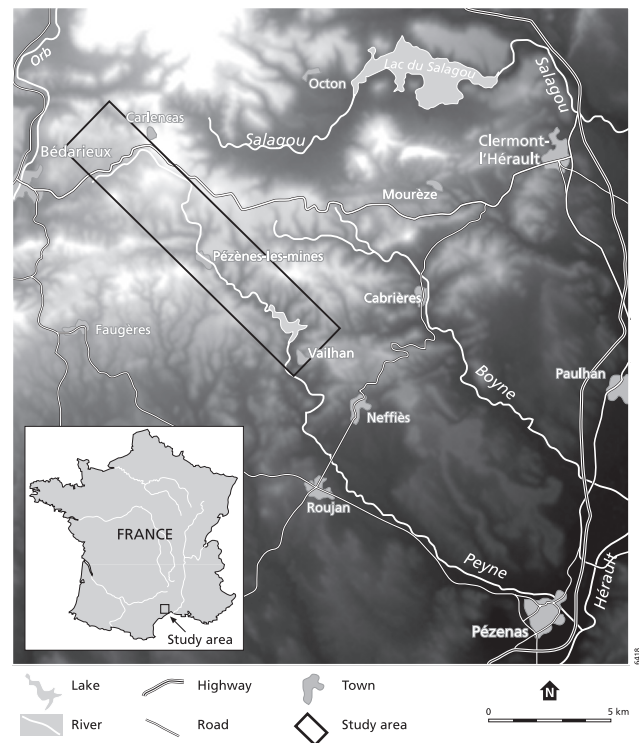 Orb
Lac du Salagou
Octon
Salagou
Carlencas
Salagou
Bédarieux
Clermont-
l'Hérault
Mourèze
Pézènes-les-mines
Cabrières
Faugères
Vailhan
Boyne
Paulhan
Neffiès
Roujan
Peyne
Hérault
Pézenas
FRANCE
Study area
6418
Lake
Highway
Town
River
Road
Study area
N
0
5 km